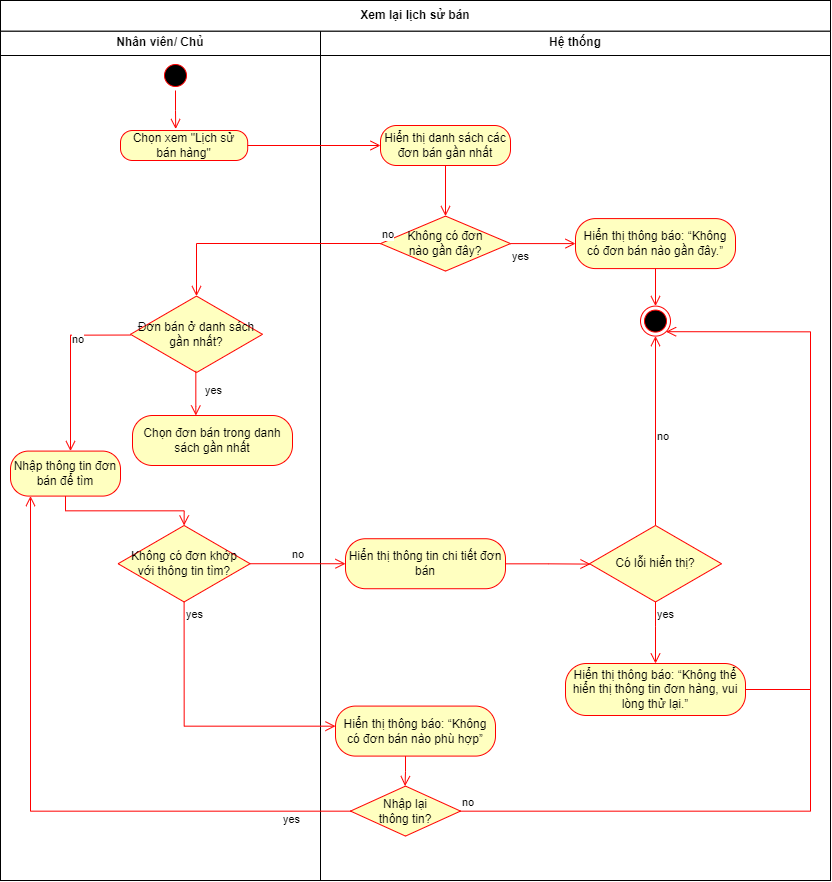 Xem lại lịch sử bán
Nhân viên/ Chủ
Hệ thống
Chọn xem "Lịch sử
bán hàng"
Hiển thị danh sách các
đơn bán gần nhất
Không có đơn
nào gần đây?
no
yes
Hiển thị thông báo: “Không
có đơn bán nào gần đây.”
Đơn bán ở danh sách
gần nhất?
no
yes
Chọn đơn bán trong danh
sách gần nhất
Nhập thông tin đơn
bán để tìm
no
Không có đơn khớp
với thông tin tìm?
no
yes
Hiển thị thông tin chi tiết đơn
bán
Có lỗi hiển thị?
yes
Hiển thị thông báo: “Không thể
hiển thị thông tin đơn hàng, vui
lòng thử lại.”
Hiển thị thông báo: “Không
có đơn bán nào phù hợp”
Nhập lại
thông tin?
no
yes